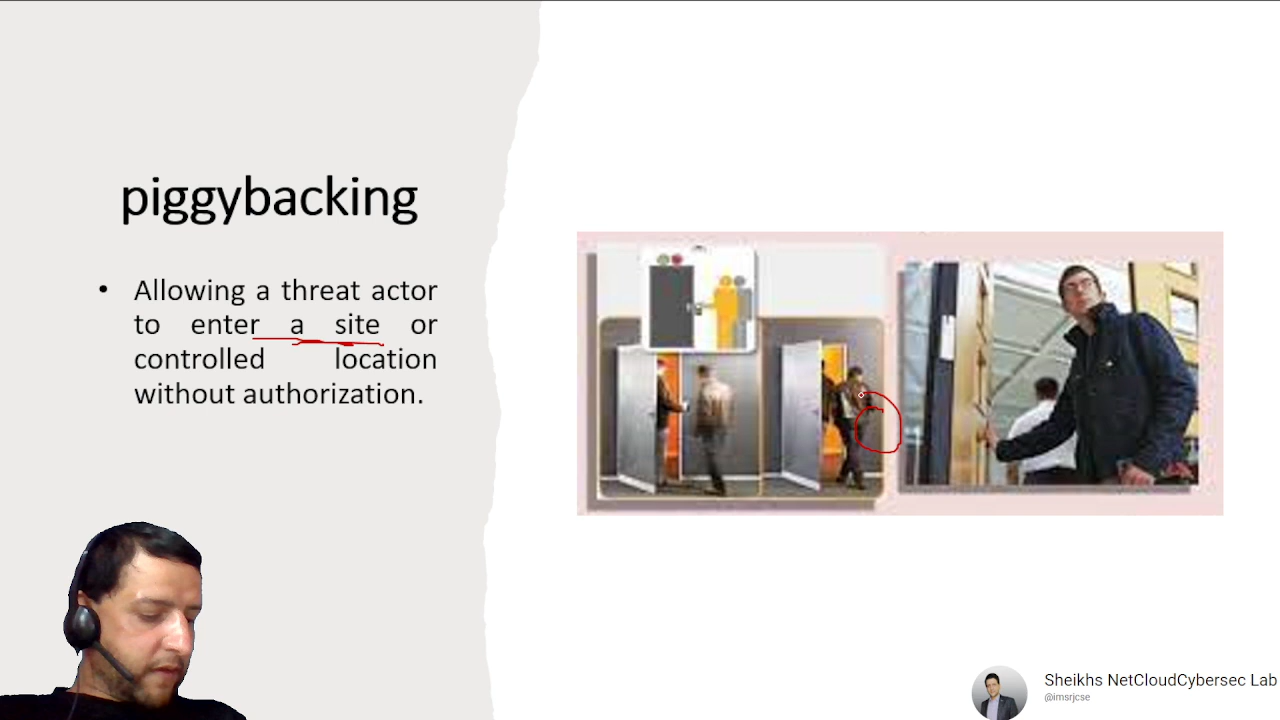 piggybacking
• Allowing a threat actor
to enter a site or
controlled location
without authorization.
Sheikhs NetCloudCybersec Lab
@imsrjcse